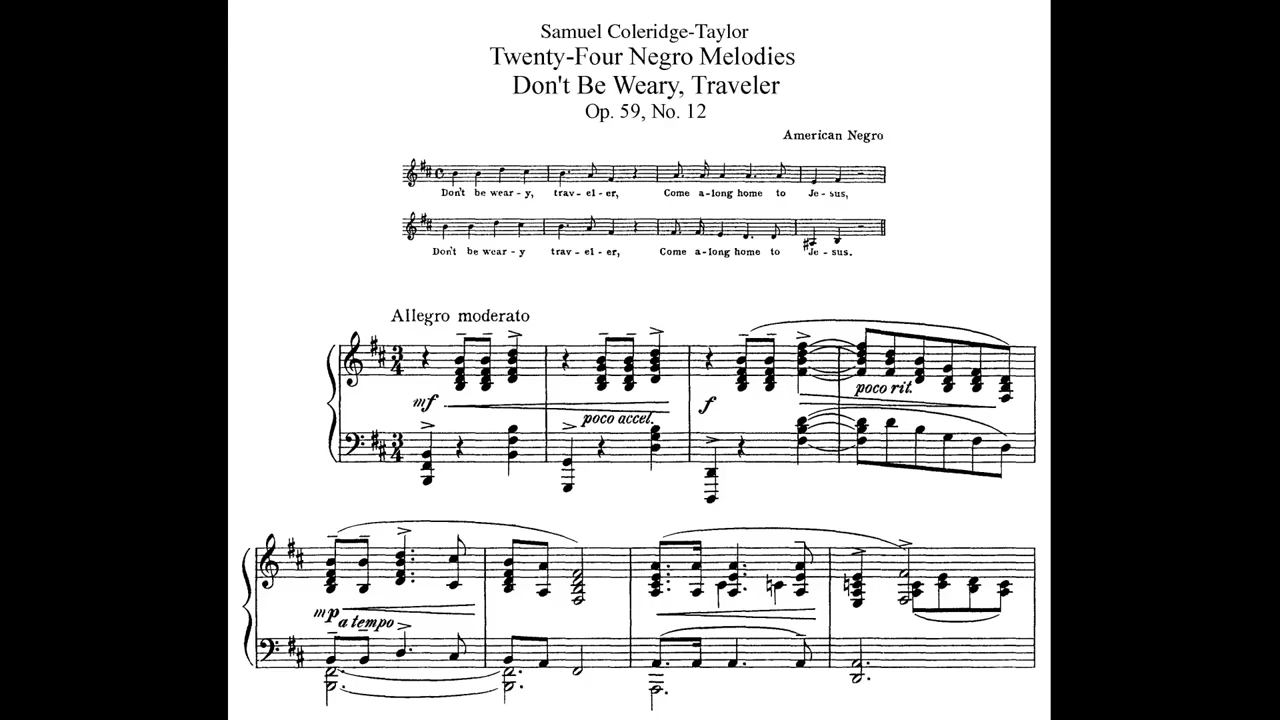 Samuel Coleridge-Taylor
Twenty-Four Negro Melodies
Don't Be Weary, Traveler
Op. 59, No. 12
American Negro
Don't be wear-y, trav-el-er, Come a-long home to Je-sus,
Don't be wear-y trav-el-er, Come a-long home to Je-sus.
Allegro moderato
poco rit.
mf f
poco accel.
mp a tempo